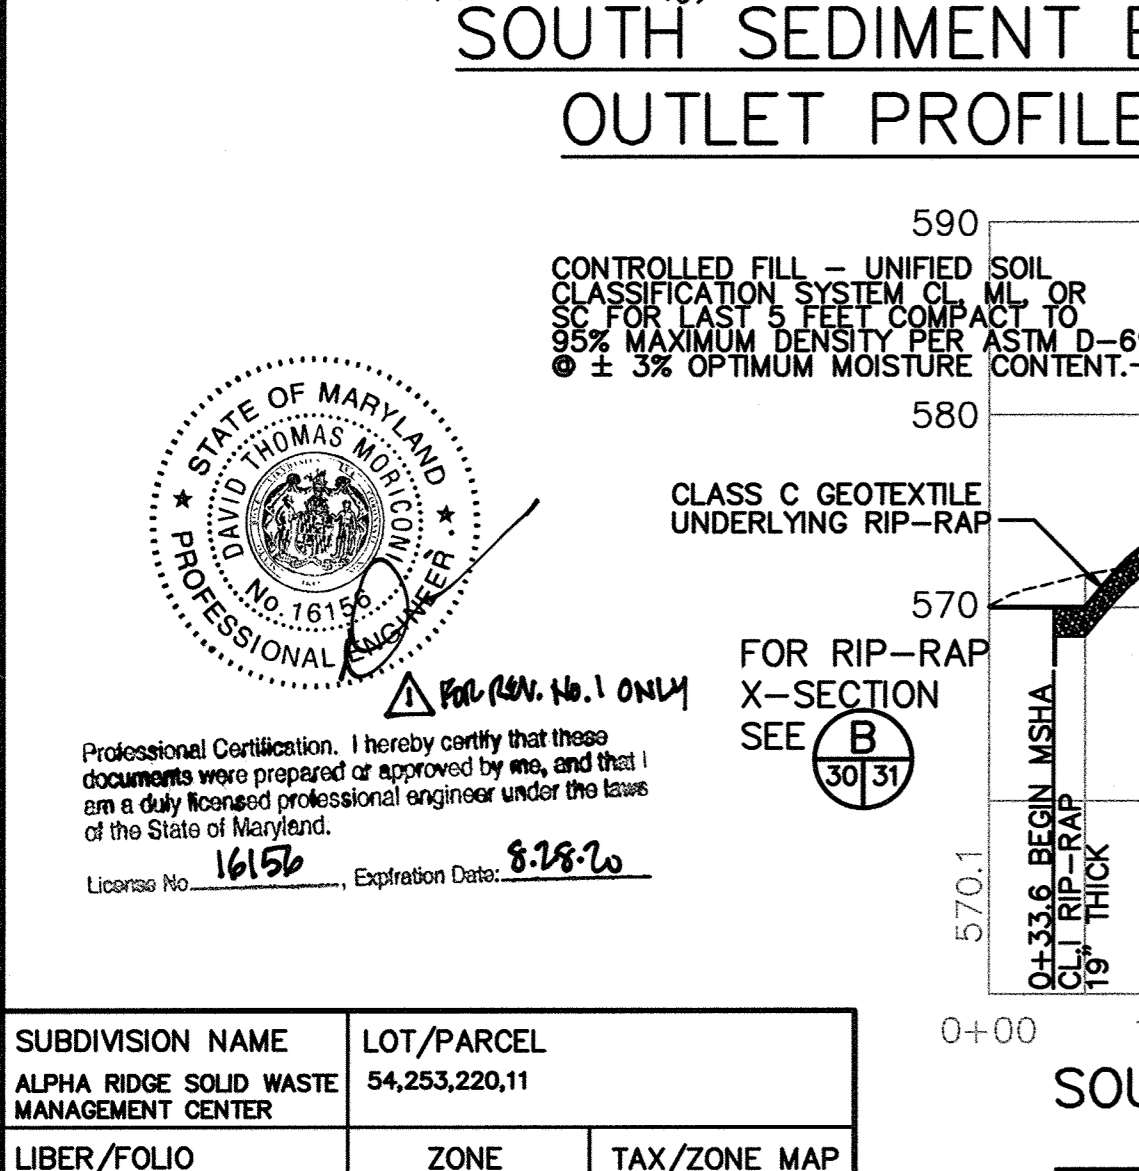 SOUTH SEDIMENT
OUTLET PROFILE
590
CONTROLLED FILL – UNIFIED SOIL
CLASSIFICATION SYSTEM CL, ML, OR
SC FOR LAST 5 FEET COMPACT TO
95% MAXIMUM DENSITY PER ASTM D–69
@ ± 3% OPTIMUM MOISTURE CONTENT.
580
CLASS C GEOTEXTILE
UNDERLYING RIP–RAP
570
FOR RIP–RAP
X–SECTION
SEE
B
30 31
570.1
0+33.6 BEGIN MSHA
CL.I RIP–RAP
19" THICK
0+00
SOU
STATE OF MARYLAND
DAVID THOMAS MORICONI
No. 16156
PROFESSIONAL ENGINEER
1 FOR REV. No. 1 ONLY
Professional Certification. I hereby certify that these
documents were prepared or approved by me, and that I
am a duly licensed professional engineer under the laws
of the State of Maryland.
License No. 16156, Expiration Date: 8.28.20
SUBDIVISION NAME
ALPHA RIDGE SOLID WASTE
MANAGEMENT CENTER
LOT/PARCEL
54,253,220,11
LIBER/FOLIO
ZONE
TAX/ZONE MAP